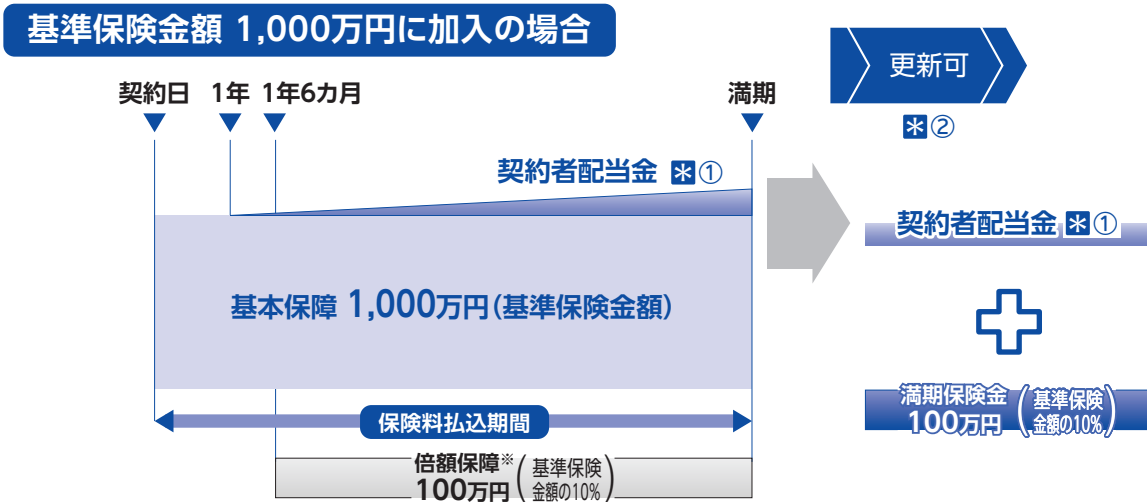 基準保険金額 1,000万円に加入の場合
更新可
*②
契約日 1年 1年6カ月 満期
契約者配当金 *①
基本保障 1,000万円(基準保険金額)
保険料払込期間
倍額保障※
100万円
(基準保険
金額の10%)
契約者配当金 *①
満期保険金
100万円
(基準保険
金額の10%)